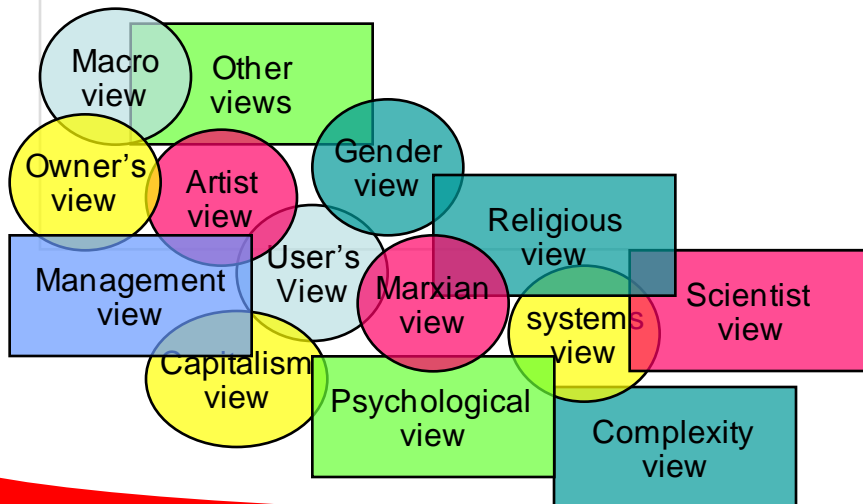 Macro
view
Other
views
Owner's
view
Artist
view
Gender
view
Religious
view
Management
view
User's
View
Marxian
view
systems
view
Scientist
view
Capitalism
view
Psychological
view
Complexity
view